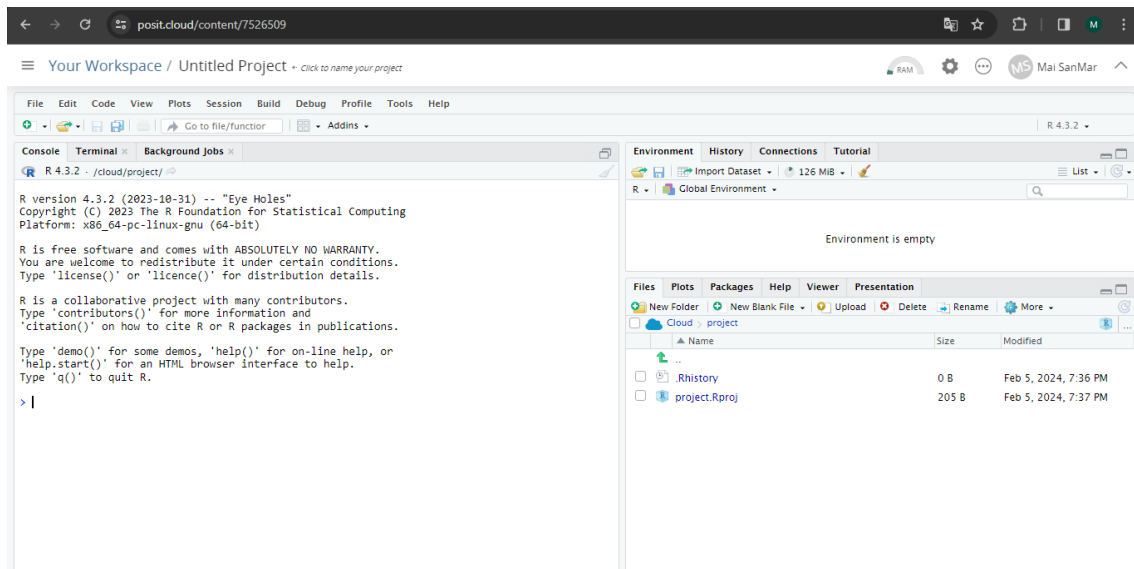 posit.cloud/content/7526509
M
Your Workspace / Untitled Project ← Click to name your project
RAM
MS Mai SanMar
File Edit Code View Plots Session Build Debug Profile Tools Help
Go to file/function Addins
R 4.3.2
Console Terminal × Background Jobs ×
R 4.3.2 · /cloud/project/
R version 4.3.2 (2023-10-31) -- "Eye Holes"
Copyright (C) 2023 The R Foundation for Statistical Computing
Platform: x86_64-pc-linux-gnu (64-bit)
R is free software and comes with ABSOLUTELY NO WARRANTY.
You are welcome to redistribute it under certain conditions.
Type 'license()' or 'licence()' for distribution details.
R is a collaborative project with many contributors.
Type 'contributors()' for more information and
'citation()' on how to cite R or R packages in publications.
Type 'demo()' for some demos, 'help()' for on-line help, or
'help.start()' for an HTML browser interface to help.
Type 'q()' to quit R.
>
Environment History Connections Tutorial
Import Dataset 126 MiB List
R Global Environment
Environment is empty
Files Plots Packages Help Viewer Presentation
New Folder New Blank File Upload Delete Rename More
Cloud > project ...
Name Size Modified
..
.Rhistory 0 B Feb 5, 2024, 7:36 PM
project.Rproj 205 B Feb 5, 2024, 7:37 PM